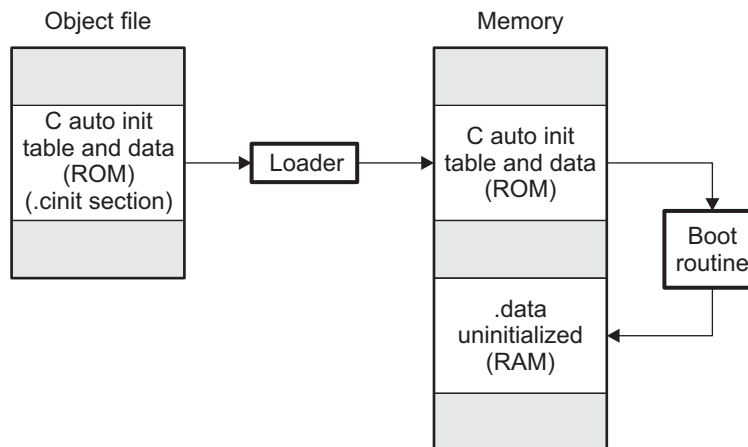 Object file
Memory
C auto init
table and data
(ROM)
(.cinit section)
Loader
C auto init
table and data
(ROM)
Boot
routine
.data
uninitialized
(RAM)